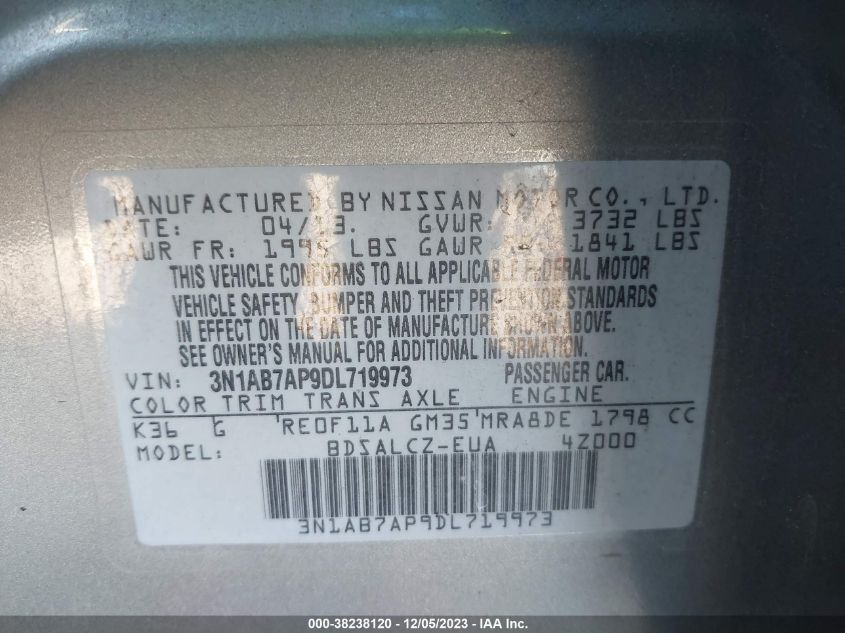 MANUFACTURED BY NISSAN MOTOR CO., LTD.
DATE: 04/13. GVWR: 3732 LBS
GAWR FR: 1995 LBS GAWR RR: 1841 LBS
THIS VEHICLE CONFORMS TO ALL APPLICABLE FEDERAL MOTOR
VEHICLE SAFETY, BUMPER AND THEFT PREVENTION STANDARDS
IN EFFECT ON THE DATE OF MANUFACTURE SHOWN ABOVE.
SEE OWNER'S MANUAL FOR ADDITIONAL INFORMATION.
VIN: 3N1AB7AP9DL719973 PASSENGER CAR.
COLOR TRIM TRANS AXLE ENGINE
K36 G 'RE0F11A GM35'MRA8DE 1798 CC
MODEL: BDSALCZ-EUA 4Z000
3N1AB7AP9DL719973
000-38238120 - 12/05/2023 - IAA Inc.